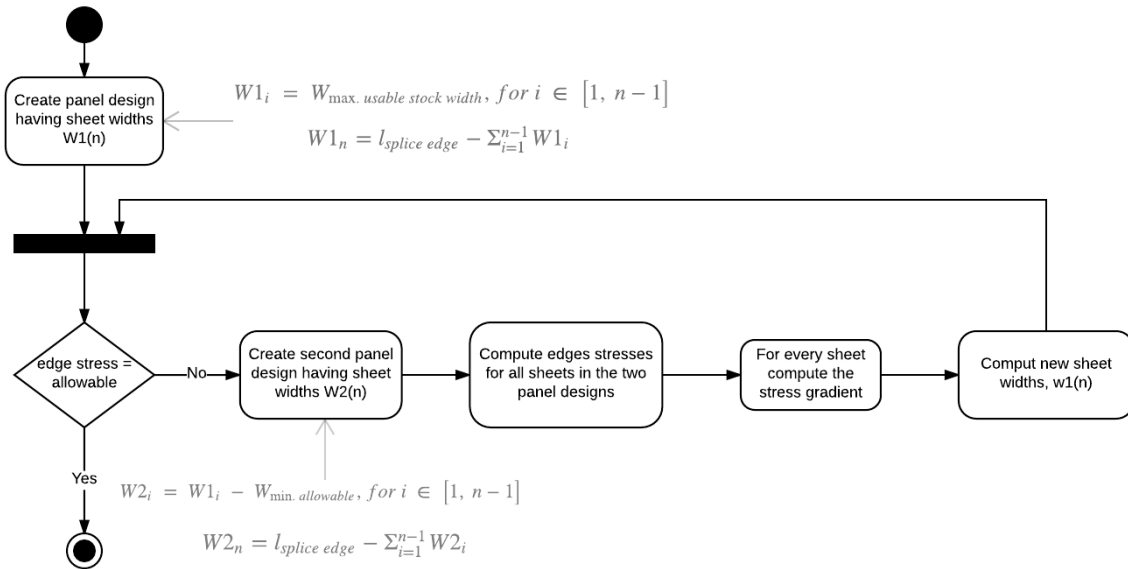 Create panel design
having sheet widths
W1(n)
W1_i = W_max. usable stock width, for i ∈ [1, n − 1]
W1_n = l_splice edge − Σ_{i=1}^{n−1} W1_i
edge stress =
allowable
No
Create second panel
design having sheet
widths W2(n)
Compute edges stresses
for all sheets in the two
panel designs
For every sheet
compute the
stress gradient
Comput new sheet
widths, w1(n)
Yes
W2_i = W1_i − W_min. allowable, for i ∈ [1, n − 1]
W2_n = l_splice edge − Σ_{i=1}^{n−1} W2_i